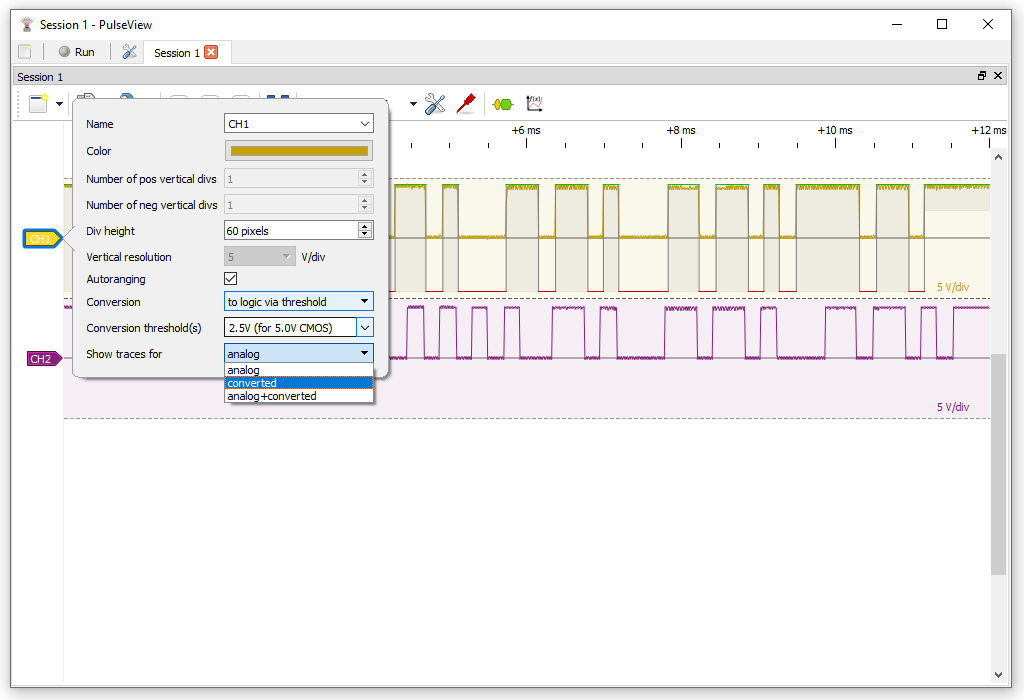 Session 1 - PulseView
Run
Session 1
Session 1
+6 ms
+8 ms
+10 ms
+12 ms
Name
CH1
Color
Number of pos vertical divs
1
Number of neg vertical divs
1
Div height
60 pixels
Vertical resolution
5
V/div
Autoranging
Conversion
to logic via threshold
Conversion threshold(s)
2.5V (for 5.0V CMOS)
Show traces for
analog
analog
converted
analog+converted
CH1
5 V/div
CH2
5 V/div